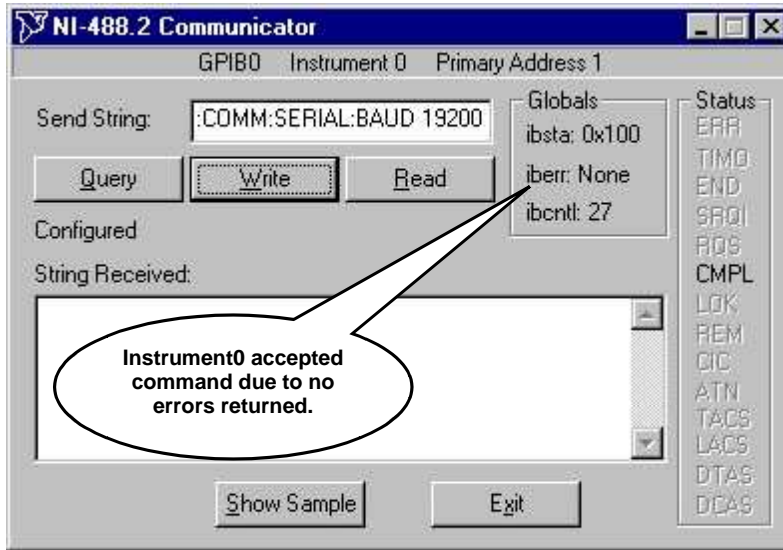 NI-488.2 Communicator
GPIB0 Instrument 0 Primary Address 1
Send String:
:COMM:SERIAL:BAUD 19200
Query
Write
Read
Configured
String Received:
Globals
ibsta: 0x100
iberr: None
ibcntl: 27
Instrument0 accepted
command due to no
errors returned.
Show Sample
Exit
Status
ERR
TIMO
END
SRQI
RQS
CMPL
LOK
REM
CIC
ATN
TACS
LACS
DTAS
DCAS